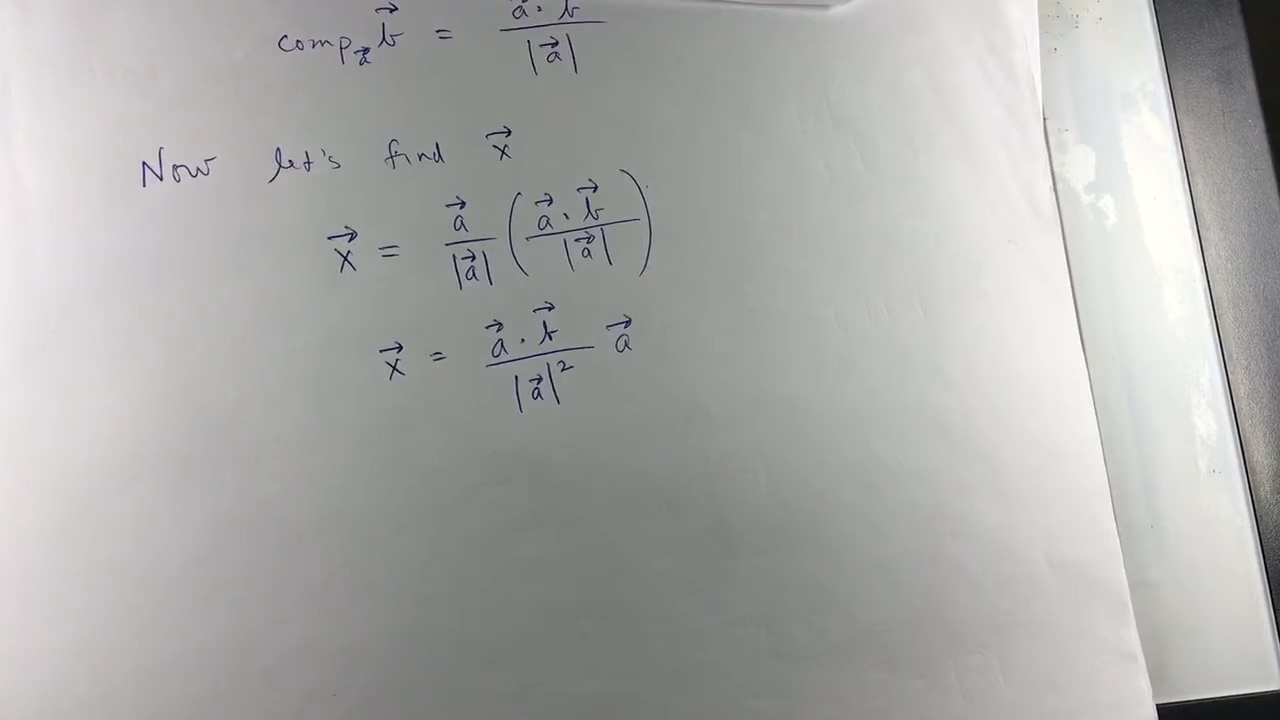 comp_a⃗ b⃗ = a⃗ · b⃗ / |a⃗|
Now let's find x⃗
x⃗ = a⃗ / |a⃗| ( a⃗ · b⃗ / |a⃗| )
x⃗ = a⃗ · b⃗ / |a⃗|² a⃗